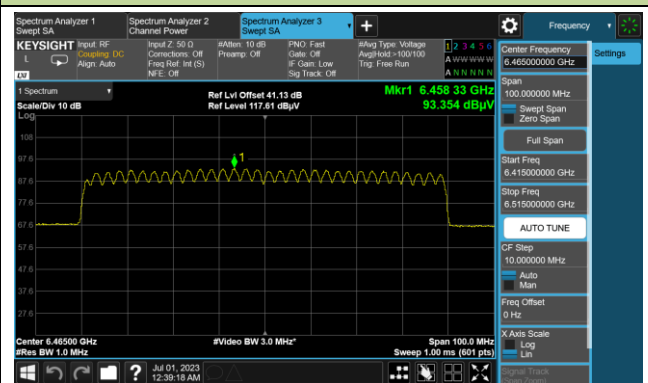 Spectrum Analyzer 1
Swept SA
Spectrum Analyzer 2
Channel Power
Spectrum Analyzer 3
Swept SA
Frequency
KEYSIGHT
L
LXI
Input: RF
Coupling: DC
Align: Auto
Input Z: 50 Ω
Corrections: Off
Freq Ref: Int (S)
NFE: Off
#Atten: 10 dB
Preamp: Off
PNO: Fast
Gate: Off
IF Gain: Low
Sig Track: Off
#Avg Type: Voltage
Avg|Hold:>100/100
Trig: Free Run
1 2 3 4 5 6
A W W W W W
A N N N N N
1 Spectrum
Scale/Div 10 dB
Log
Ref Lvl Offset 41.13 dB
Ref Level 117.61 dBµV
Mkr1 6.458 33 GHz
93.354 dBµV
108
97.6
87.6
77.6
67.6
57.6
47.6
37.6
27.6
1
Center 6.46500 GHz
#Res BW 1.0 MHz
#Video BW 3.0 MHz*
Span 100.0 MHz
Sweep 1.00 ms (601 pts)
Jul 01, 2023
12:39:18 AM
Center Frequency
6.465000000 GHz
Settings
Span
100.000000 MHz
Swept Span
Zero Span
Full Span
Start Freq
6.415000000 GHz
Stop Freq
6.515000000 GHz
AUTO TUNE
CF Step
10.000000 MHz
Auto
Man
Freq Offset
0 Hz
X Axis Scale
Log
Lin
Signal Track
(Span Zoom)